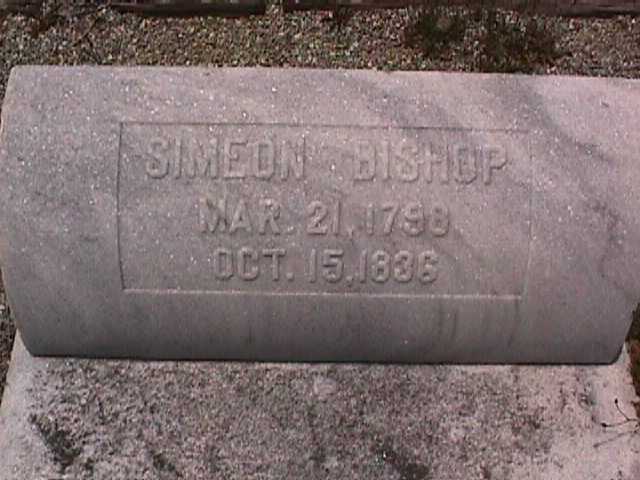 SIMEON BISHOP
MAR. 21, 1798
OCT. 15, 1836